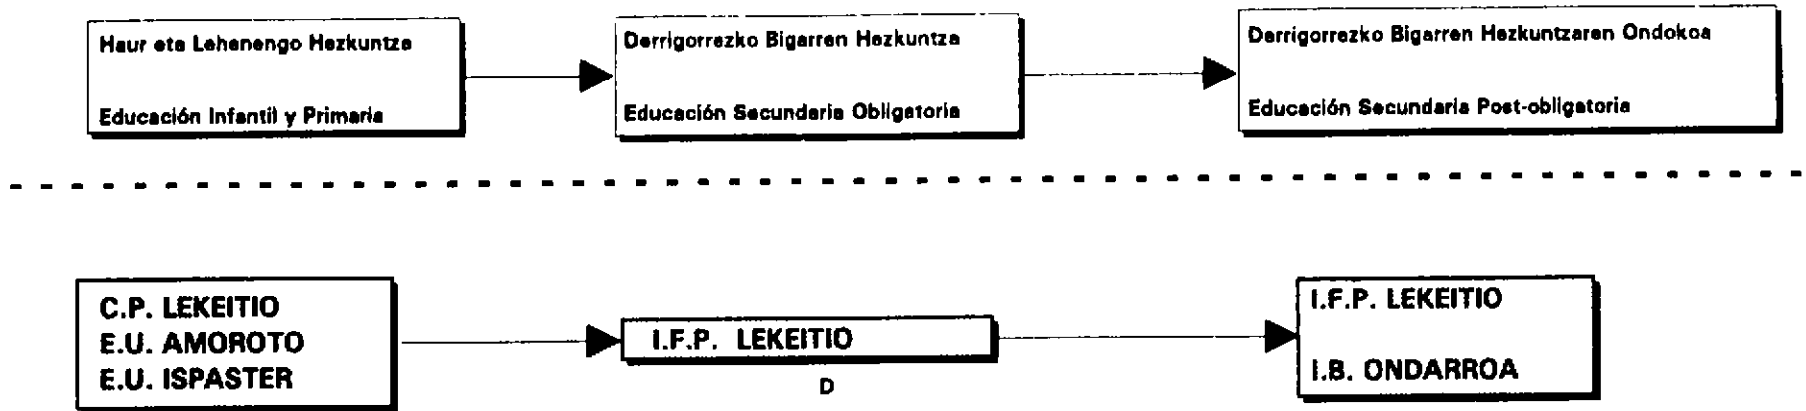 Haur eta Lehenengo Hezkuntza
Educación Infantil y Primaria
Derrigorrezko Bigarren Hezkuntza
Educación Secundaria Obligatoria
Derrigorrezko Bigarren Hezkuntzaren Ondokoa
Educación Secundaria Post-obligatoria
C.P. LEKEITIO
E.U. AMOROTO
E.U. ISPASTER
I.F.P. LEKEITIO
D
I.F.P. LEKEITIO
I.B. ONDARROA